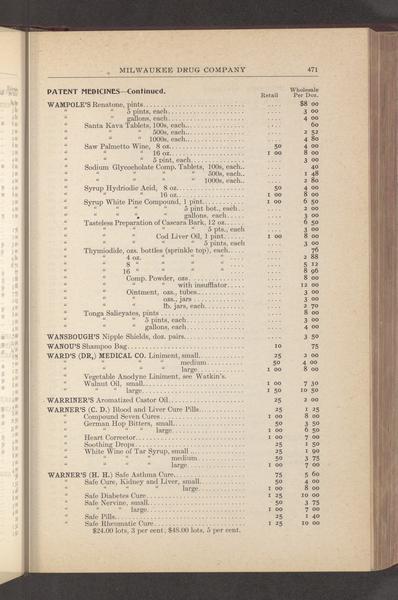 MILWAUKEE DRUG COMPANY 471
PATENT MEDICINES—Continued. Retail Wholesale Per Doz.
WAMPOLE'S Renatone, pints $8 00
" " 5 pints, each 3 00
" " gallons, each 4 00
" Santa Kava Tablets, 100s, each 60
" " " " 500s, each 2 52
" " " " 1000s, each 4 80
" Saw Palmetto Wine, 8 oz. 50 4 00
" " " " 16 oz. 1 00 8 00
" " " " 5 pint, each 3 00
" Sodium Glycocholate Comp. Tablets, 100s, each 40
" " " " " 500s, each 1 48
" " " " " 1000s, each 2 80
" Syrup Hydriodic Acid, 8 oz. 50 4 00
" " " " 16 oz. 1 00 8 00
" Syrup White Pine Compound, 1 pint 1 00 6 50
" " " " " 5 pint bot., each 2 00
" " " " " gallons, each 3 00
" Tasteless Preparation of Cascara Bark, 12 oz. 6 50
" " " " " 5 pts., each 3 00
" " " Cod Liver Oil, 1 pint 1 00 8 00
" " " " " 5 pints, each 3 00
" Thymiodide, ozs. bottles (sprinkle top), each 76
" " 4 oz. " " " 2 88
" " 8 " " " " 5 12
" " 16 " " " " 8 96
" " Comp. Powder, ozs 8 00
" " " " with insufflator 12 00
" " Ointment, ozs., tubes 3 00
" " " ozs., jars 3 00
" " " lb. jars, each 2 70
" Tonga Salicyates, pints 8 00
" " " 5 pints, each 3 00
" " " gallons, each 4 00
WANSBOUGH'S Nipple Shields, doz. pairs 3 50
WANOU'S Shampoo Bag 10 75
WARD'S (DR.) MEDICAL CO. Liniment, small 25 2 00
" " " " medium 50 4 00
" " " " large 1 00 8 00
" Vegetable Anodyne Liniment, see Watkin's.
" Walnut Oil, small 1 00 7 30
" " " large 1 50 10 50
WARRINER'S Aromatized Castor Oil 25 2 00
WARNER'S (C. D.) Blood and Liver Cure Pills 25 1 25
" Compound Seven Cures 1 00 8 00
" German Hop Bitters, small 50 3 50
" " " " large 1 00 6 50
" Heart Corrector 1 00 7 00
" Soothing Drops 25 1 50
" White Wine of Tar Syrup, small 25 1 90
" " " " " medium 50 3 75
" " " " " large 1 00 7 00
WARNER'S (H. H.) Safe Asthma Cure 75 5 60
" Safe Cure, Kidney and Liver, small 50 4 00
" " " " " large 1 00 8 00
" Safe Diabetes Cure 1 25 10 00
" Safe Nervine, small 50 3 75
" " " large 1 00 7 00
" Safe Pills 25 1 40
" Safe Rheumatic Cure 1 25 10 00
$24.00 lots, 3 per cent, $48.00 lots, 5 per cent.